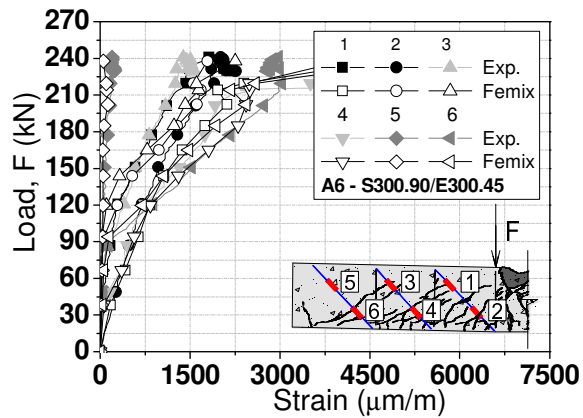 Load, F (kN)
270
240
210
180
150
120
90
60
30
0
1 2 3
Exp.
Femix
4 5 6
Exp.
Femix
A6 - S300.90/E300.45
F
5 3 1
6 4 2
0 1500 3000 4500 6000 7500
Strain (μm/m)